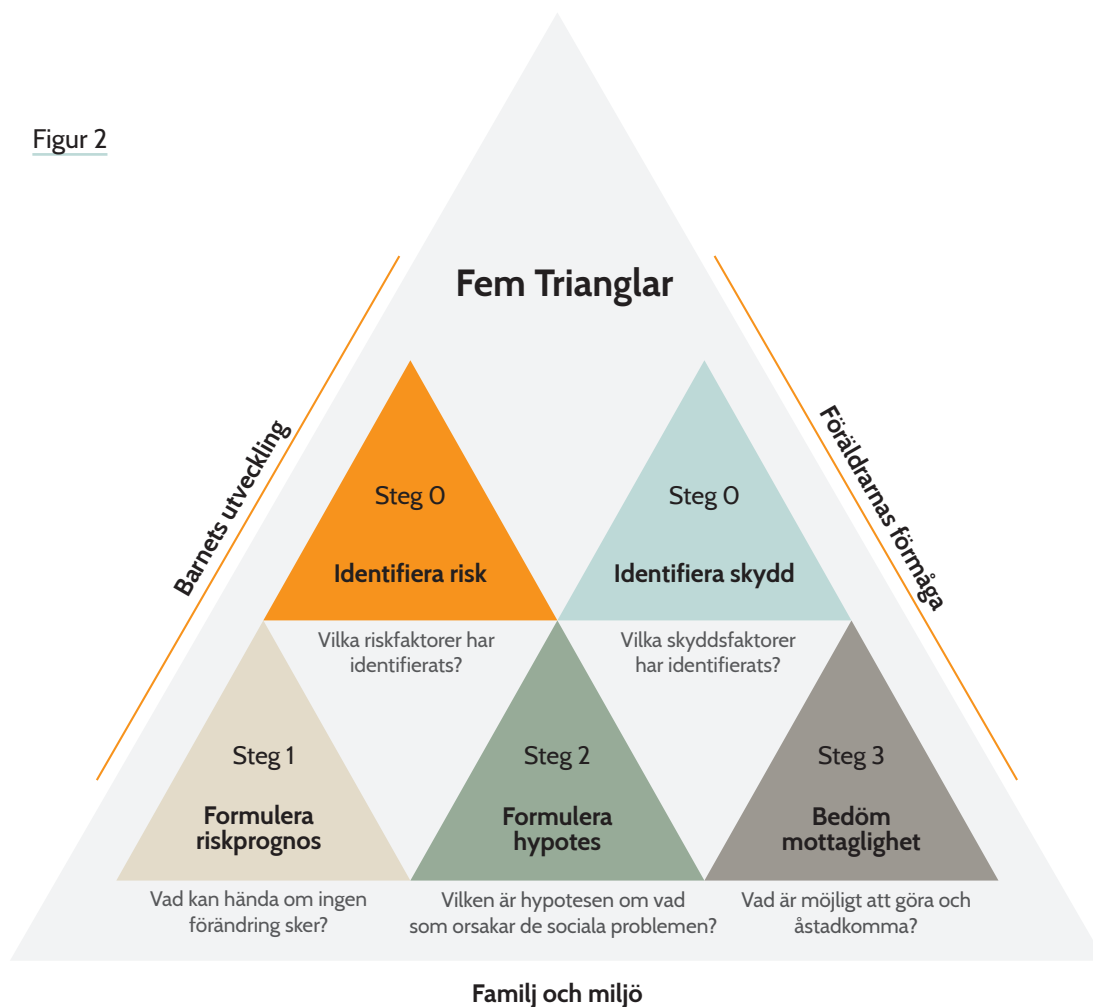 Figur 2
Fem Trianglar
Barnets utveckling
Föräldrarnas förmåga
Steg 0
Identifiera risk
Vilka riskfaktorer har
identifierats?
Steg 0
Identifiera skydd
Vilka skyddsfaktorer
har identifierats?
Steg 1
Formulera
riskprognos
Vad kan hända om ingen
förändring sker?
Steg 2
Formulera
hypotes
Vilken är hypotesen om vad
som orsakar de sociala problemen?
Steg 3
Bedöm
mottaglighet
Vad är möjligt att göra och
åstadkomma?
Familj och miljö